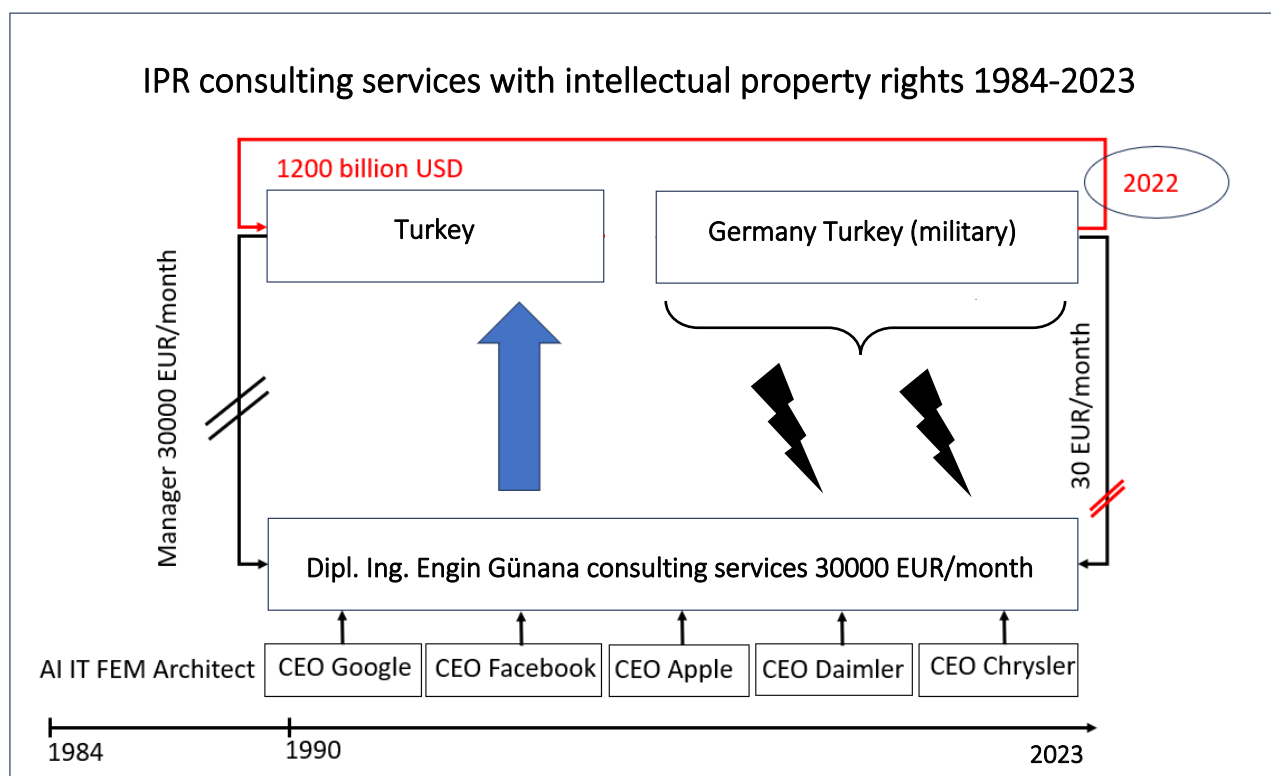 IPR consulting services with intellectual property rights 1984-2023
1200 billion USD
2022
Turkey
Germany Turkey (military)
Manager 30000 EUR/month
30 EUR/month
Dipl. Ing. Engin Günana consulting services 30000 EUR/month
AI IT FEM Architect
CEO Google
CEO Facebook
CEO Apple
CEO Daimler
CEO Chrysler
1984
1990
2023